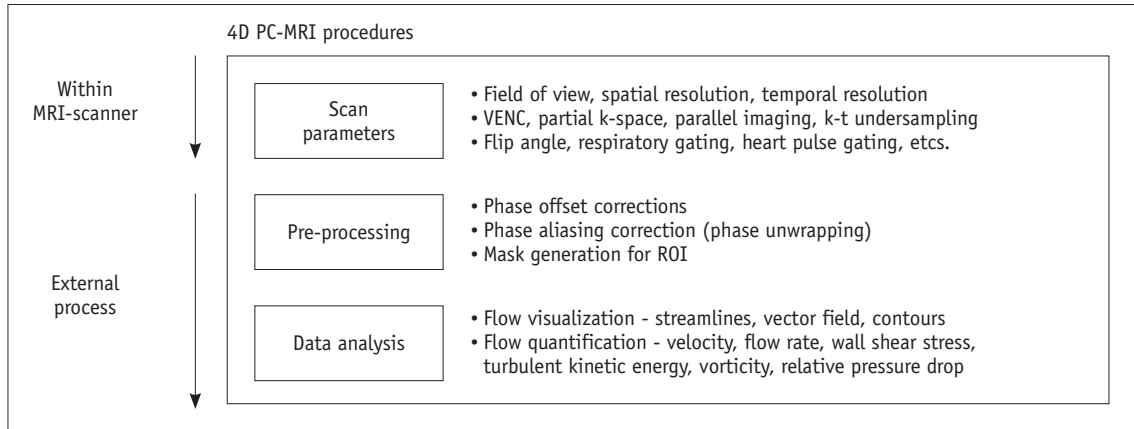 4D PC-MRI procedures
Within
MRI-scanner
Scan
parameters
• Field of view, spatial resolution, temporal resolution
• VENC, partial k-space, parallel imaging, k-t undersampling
• Flip angle, respiratory gating, heart pulse gating, etcs.
External
process
Pre-processing
• Phase offset corrections
• Phase aliasing correction (phase unwrapping)
• Mask generation for ROI
Data analysis
• Flow visualization - streamlines, vector field, contours
• Flow quantification - velocity, flow rate, wall shear stress,
turbulent kinetic energy, vorticity, relative pressure drop